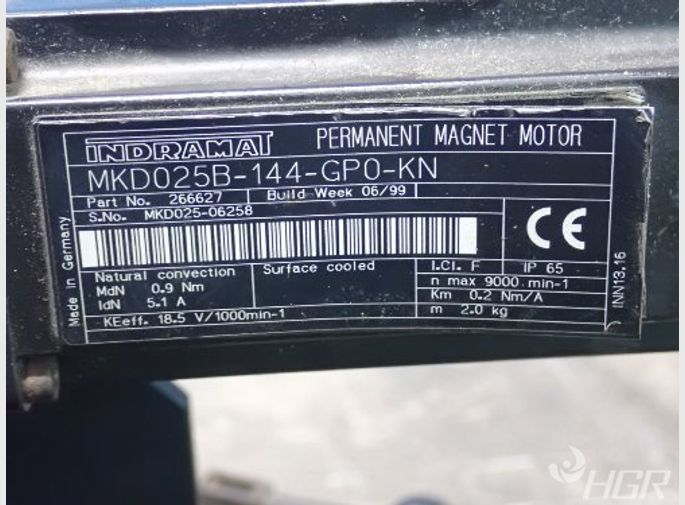 INDRAMAT PERMANENT MAGNET MOTOR
MKD025B-144-GP0-KN
Part No. 266627 Build Week 06/99
S.No. MKD025-06258
CE
Made in Germany
Natural convection Surface cooled I.Cl. F IP 65
MdN 0.9 Nm n max 9000 min-1
IdN 5.1 A Km 0.2 Nm/A
KEeff. 18.5 V/1000min-1 m 2.0 kg
INN13.16
HGR